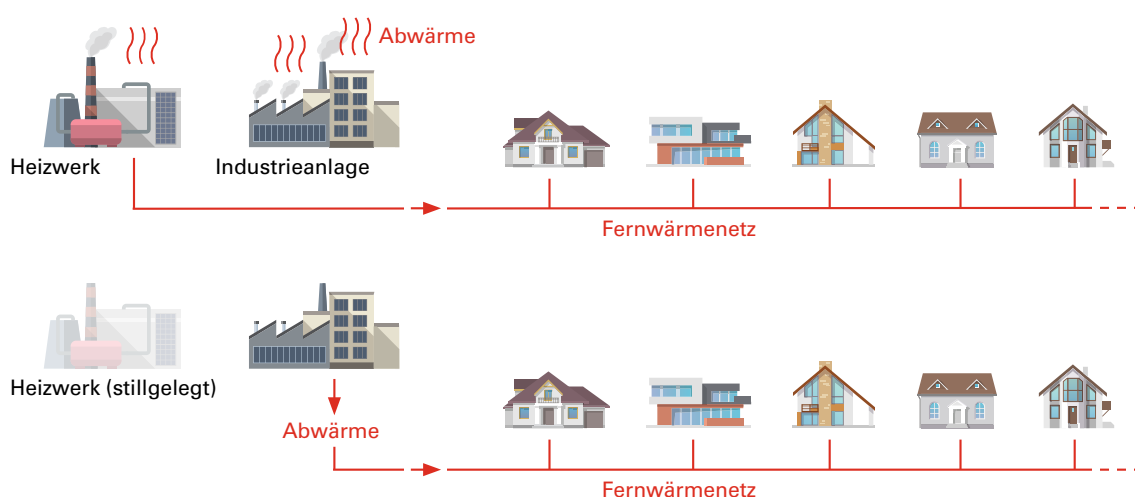 Abwärme
Heizwerk
Industrieanlage
Fernwärmenetz
Heizwerk (stillgelegt)
Abwärme
Fernwärmenetz